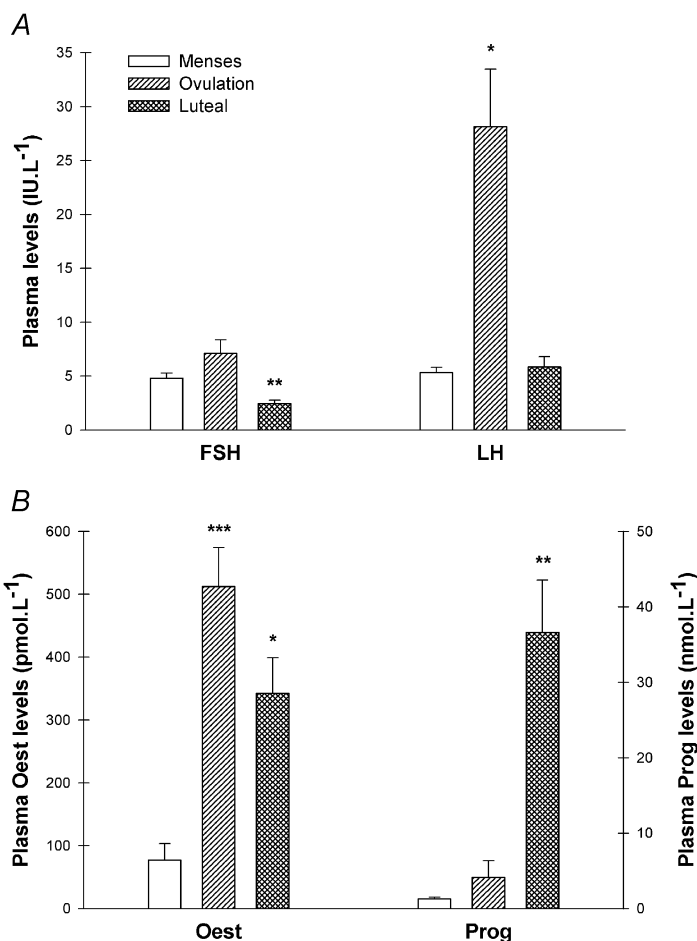 A
35
30
25
20
15
10
5
0
Plasma levels (IU.L-1)
Menses
Ovulation
Luteal
*
**
FSH
LH
B
600
500
400
300
200
100
0
Plasma Oest levels (pmol.L-1)
***
*
**
50
40
30
20
10
0
Plasma Prog levels (nmol.L-1)
Oest
Prog